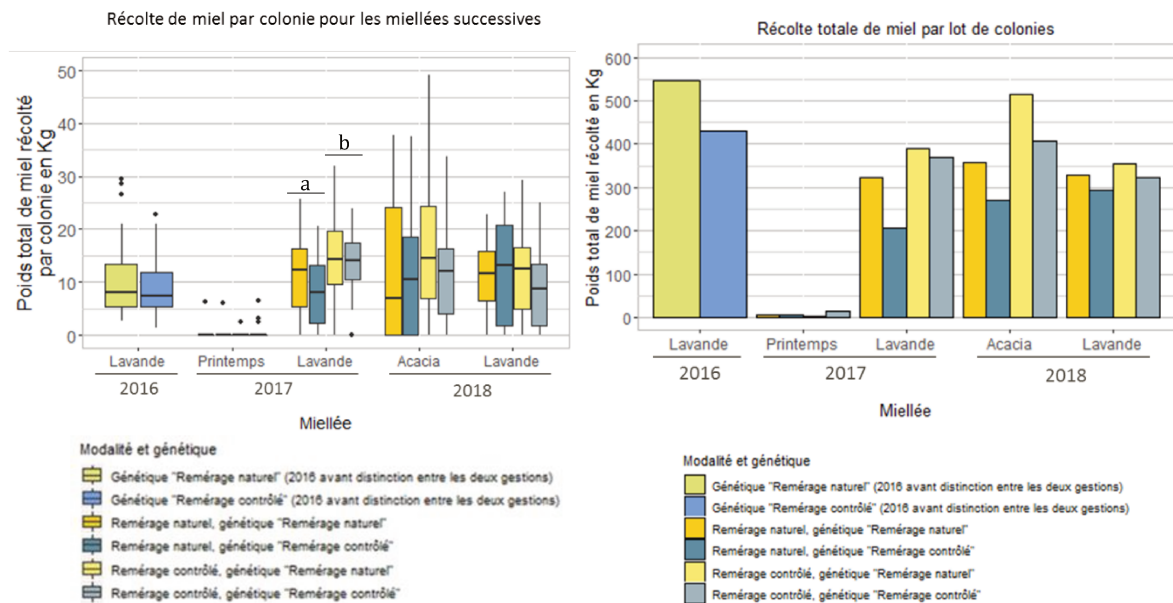 Récolte de miel par colonie pour les miellées successives
Poids total de miel récolté
par colonie en Kg
50
40
30
20
10
0
a
b
Lavande
Printemps
Lavande
Acacia
Lavande
2016
2017
2018
Miellée
Modalité et génétique
Génétique "Remérage naturel" (2016 avant distinction entre les deux gestions)
Génétique "Remérage contrôlé" (2016 avant distinction entre les deux gestions)
Remérage naturel, génétique "Remérage naturel"
Remérage naturel, génétique "Remérage contrôlé"
Remérage contrôlé, génétique "Remérage naturel"
Remérage contrôlé, génétique "Remérage contrôlé"
Récolte totale de miel par lot de colonies
Poids total de miel récolté en Kg
600
500
400
300
200
100
0
Lavande
Printemps
Lavande
Acacia
Lavande
2016
2017
2018
Miellée
Modalité et génétique
Génétique "Remérage naturel" (2016 avant distinction entre les deux gestions)
Génétique "Remérage contrôlé" (2016 avant distinction entre les deux gestions)
Remérage naturel, génétique "Remérage naturel"
Remérage naturel, génétique "Remérage contrôlé"
Remérage contrôlé, génétique "Remérage naturel"
Remérage contrôlé, génétique "Remérage contrôlé"